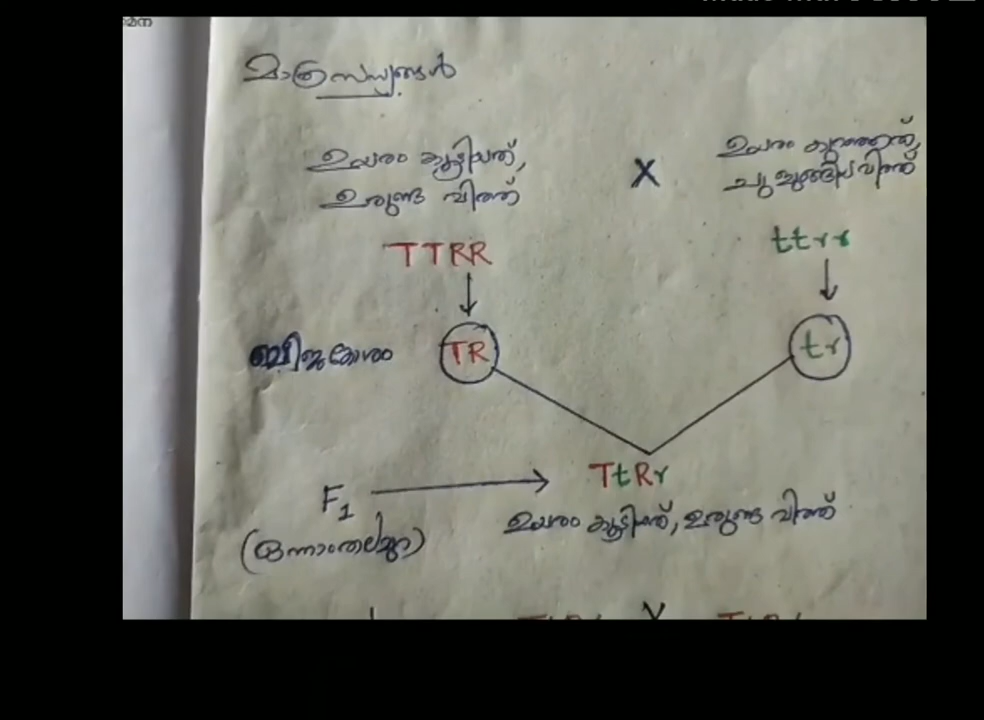 മാതൃസസ്യങ്ങൾ
ഉയരം കൂടിയത്, X ഉയരം കുറഞ്ഞത്,
ഉരുണ്ട വിത്ത് ചുളുങ്ങിയ വിത്ത്
TTRR ttrr
ബീജകോശം TR tr
TtRr
F1
ഉയരം കൂടിയത്, ഉരുണ്ട വിത്ത്
(ഒന്നാംതലമുറ)